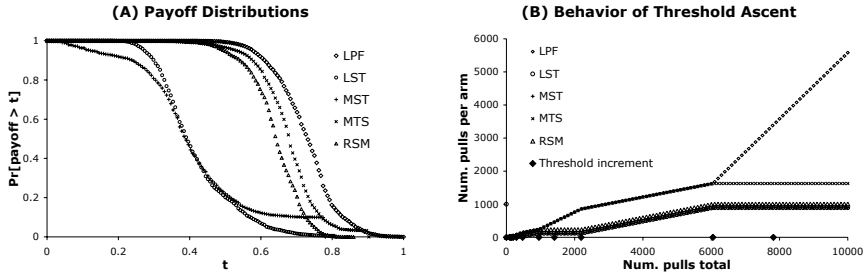 (A) Payoff Distributions
Pr[payoff > t]
1
0.8
0.6
0.4
0.2
0
0 0.2 0.4 0.6 0.8 1
t
LPF
LST
MST
MTS
RSM
(B) Behavior of Threshold Ascent
Num. pulls per arm
6000
5000
4000
3000
2000
1000
0
0 2000 4000 6000 8000 10000
Num. pulls total
LPF
LST
MST
MTS
RSM
Threshold increment